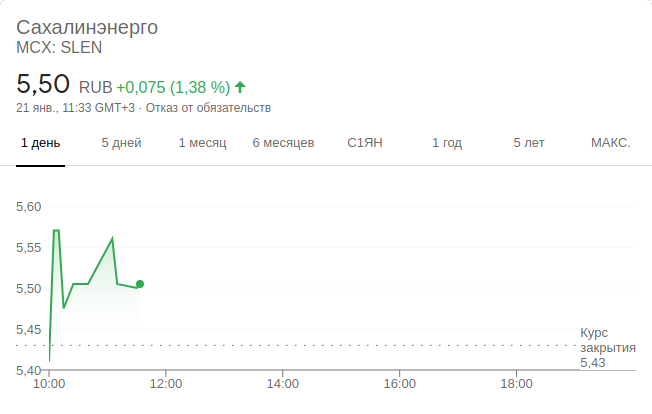 Сахалинэнерго
MCX: SLEN
5,50 RUB +0,075 (1,38 %)
21 янв., 11:33 GMT+3 · Отказ от обязательств
1 день 5 дней 1 месяц 6 месяцев С1ЯН 1 год 5 лет МАКС.
5,60
5,55
5,50
5,45
5,40
Курс
закрытия
5,43
10:00 12:00 14:00 16:00 18:00